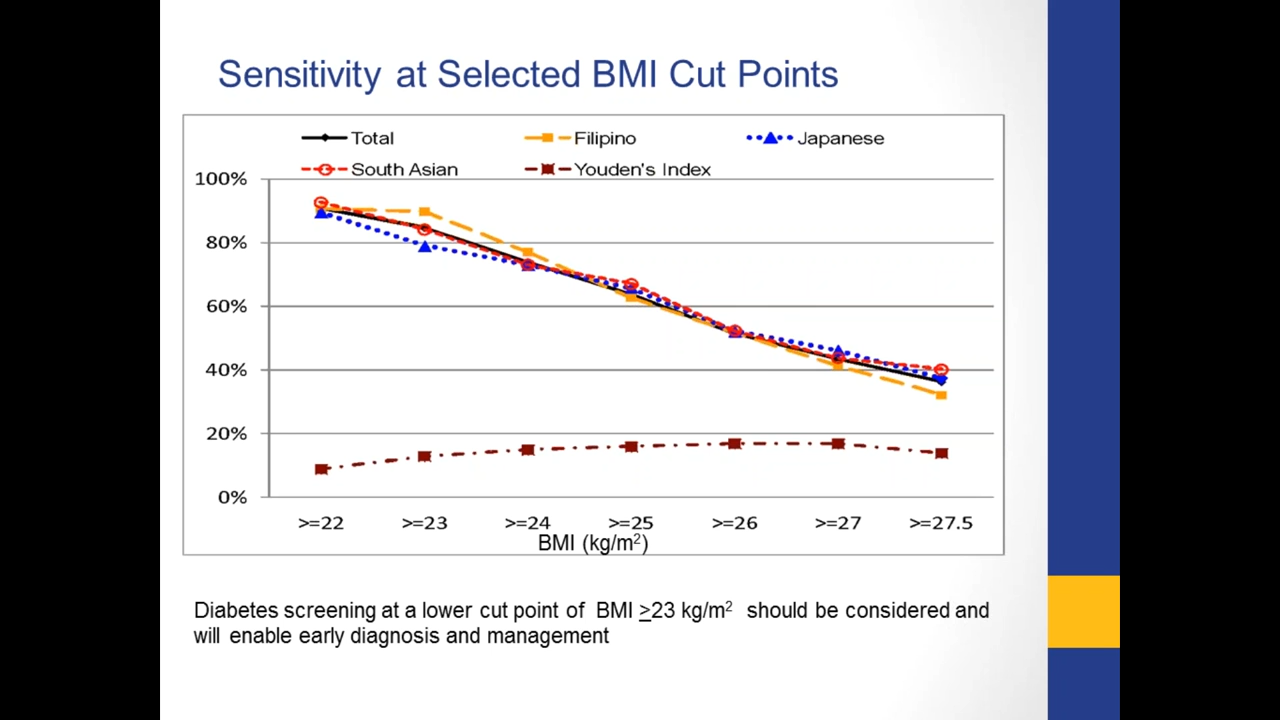 Sensitivity at Selected BMI Cut Points
Total Filipino Japanese
South Asian Youden's Index
100%
80%
60%
40%
20%
0%
>=22 >=23 >=24 >=25 >=26 >=27 >=27.5
BMI (kg/m²)
Diabetes screening at a lower cut point of BMI ≥23 kg/m² should be considered and
will enable early diagnosis and management